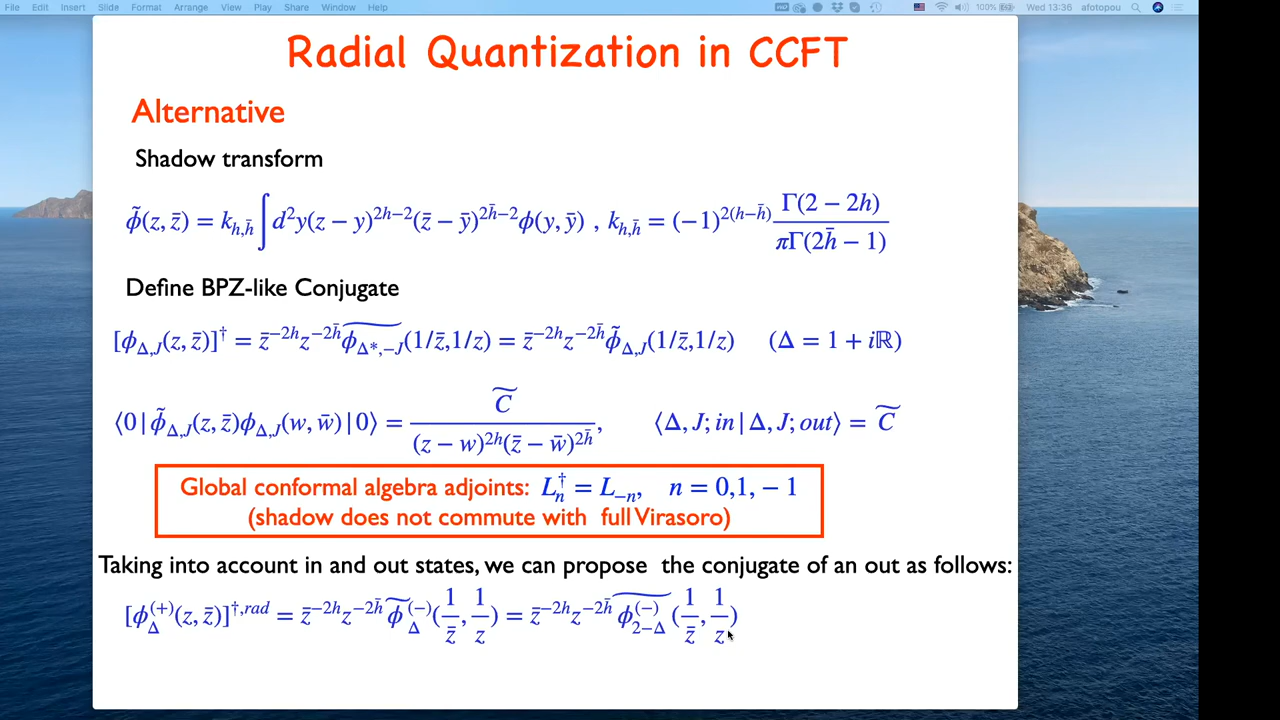 File Edit Insert Slide Format Arrange View Play Share Window Help 100% Wed 13:36 afotopou
Radial Quantization in CCFT
Alternative
Shadow transform
ϕ̃(z, z̄) = k_{h,h̄} ∫ d²y(z − y)^{2h−2}(z̄ − ȳ)^{2h̄−2}ϕ(y, ȳ) , k_{h,h̄} = (−1)^{2(h−h̄)} Γ(2 − 2h) / πΓ(2h̄ − 1)
Define BPZ-like Conjugate
[ϕ_{Δ,J}(z, z̄)]^† = z̄^{−2h}z^{−2h̄}\widetilde{ϕ_{Δ*,−J}}(1/z̄,1/z) = z̄^{−2h}z^{−2h̄}ϕ̃_{Δ,J}(1/z̄,1/z) (Δ = 1 + iℝ)
⟨0|ϕ̃_{Δ,J}(z, z̄)ϕ_{Δ,J}(w, w̄)|0⟩ = C̃ / (z − w)^{2h}(z̄ − w̄)^{2h̄}, ⟨Δ, J; in|Δ, J; out⟩ = C̃
Global conformal algebra adjoints: L_n^† = L_{−n}, n = 0,1, − 1
(shadow does not commute with full Virasoro)
Taking into account in and out states, we can propose the conjugate of an out as follows:
[ϕ_Δ^{(+)}(z, z̄)]^{†,rad} = z̄^{−2h}z^{−2h̄}ϕ̃_Δ^{(−)}(1/z̄, 1/z) = z̄^{−2h}z^{−2h̄}\widetilde{ϕ_{2−Δ}^{(−)}}(1/z̄, 1/z)